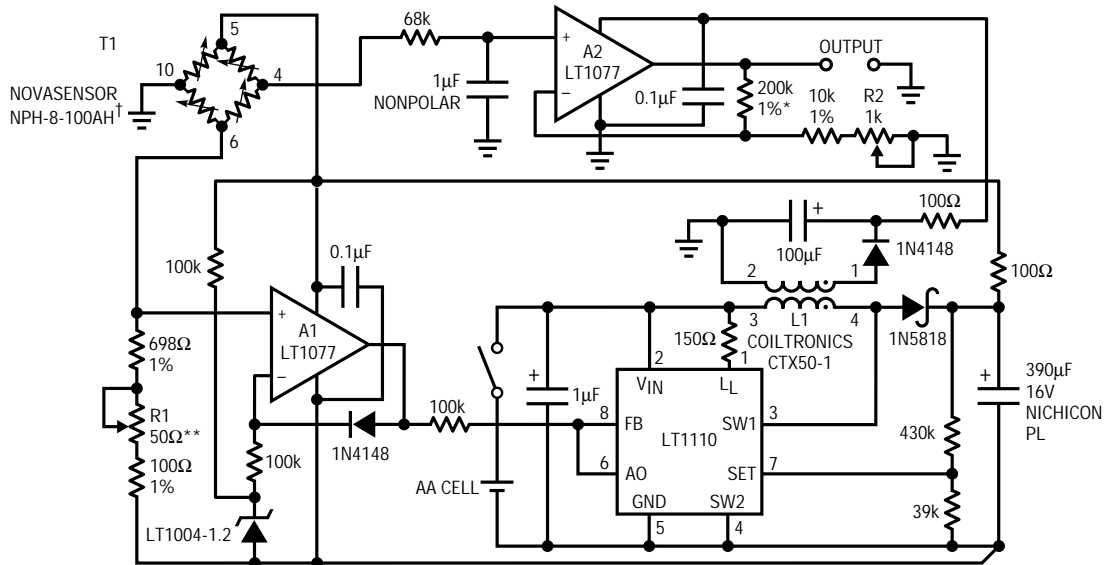 T1
5
10
4
6
NOVASENSOR
NPH-8-100AH†
68k
1µF
NONPOLAR
+
–
A2
LT1077
0.1µF
200k
1%*
OUTPUT
10k
1%
R2
1k
100k
0.1µF
+
–
A1
LT1077
698Ω
1%
R1
50Ω**
100Ω
1%
100k
LT1004-1.2
1N4148
100k
AA CELL
+
1µF
+
100µF
1N4148
100Ω
100Ω
2
1
3
4
L1
COILTRONICS
CTX50-1
150Ω
1N5818
2
1
VIN
LL
8
FB
LT1110
SW1
3
6
AO
SET
7
GND
SW2
5
4
430k
39k
+
390µF
16V
NICHICON
PL